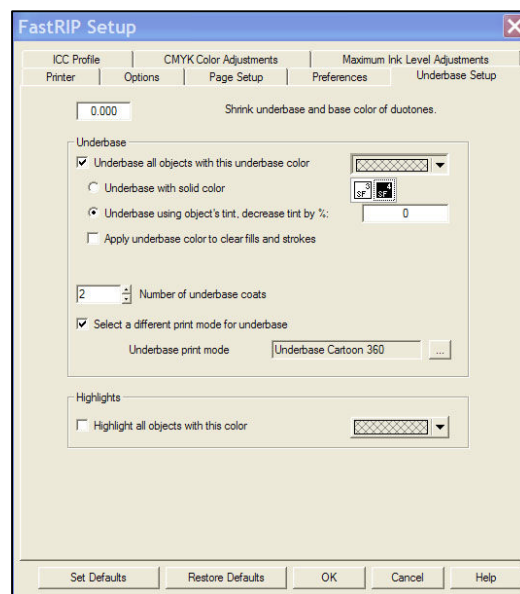 FastRIP Setup
ICC Profile CMYK Color Adjustments Maximum Ink Level Adjustments
Printer Options Page Setup Preferences Underbase Setup
0.000 Shrink underbase and base color of duotones.
Underbase
Underbase all objects with this underbase color
Underbase with solid color
SF 3 SF 4
Underbase using object's tint, decrease tint by %: 0
Apply underbase color to clear fills and strokes
2 Number of underbase coats
Select a different print mode for underbase
Underbase print mode Underbase Cartoon 360 ...
Highlights
Highlight all objects with this color
Set Defaults Restore Defaults OK Cancel Help